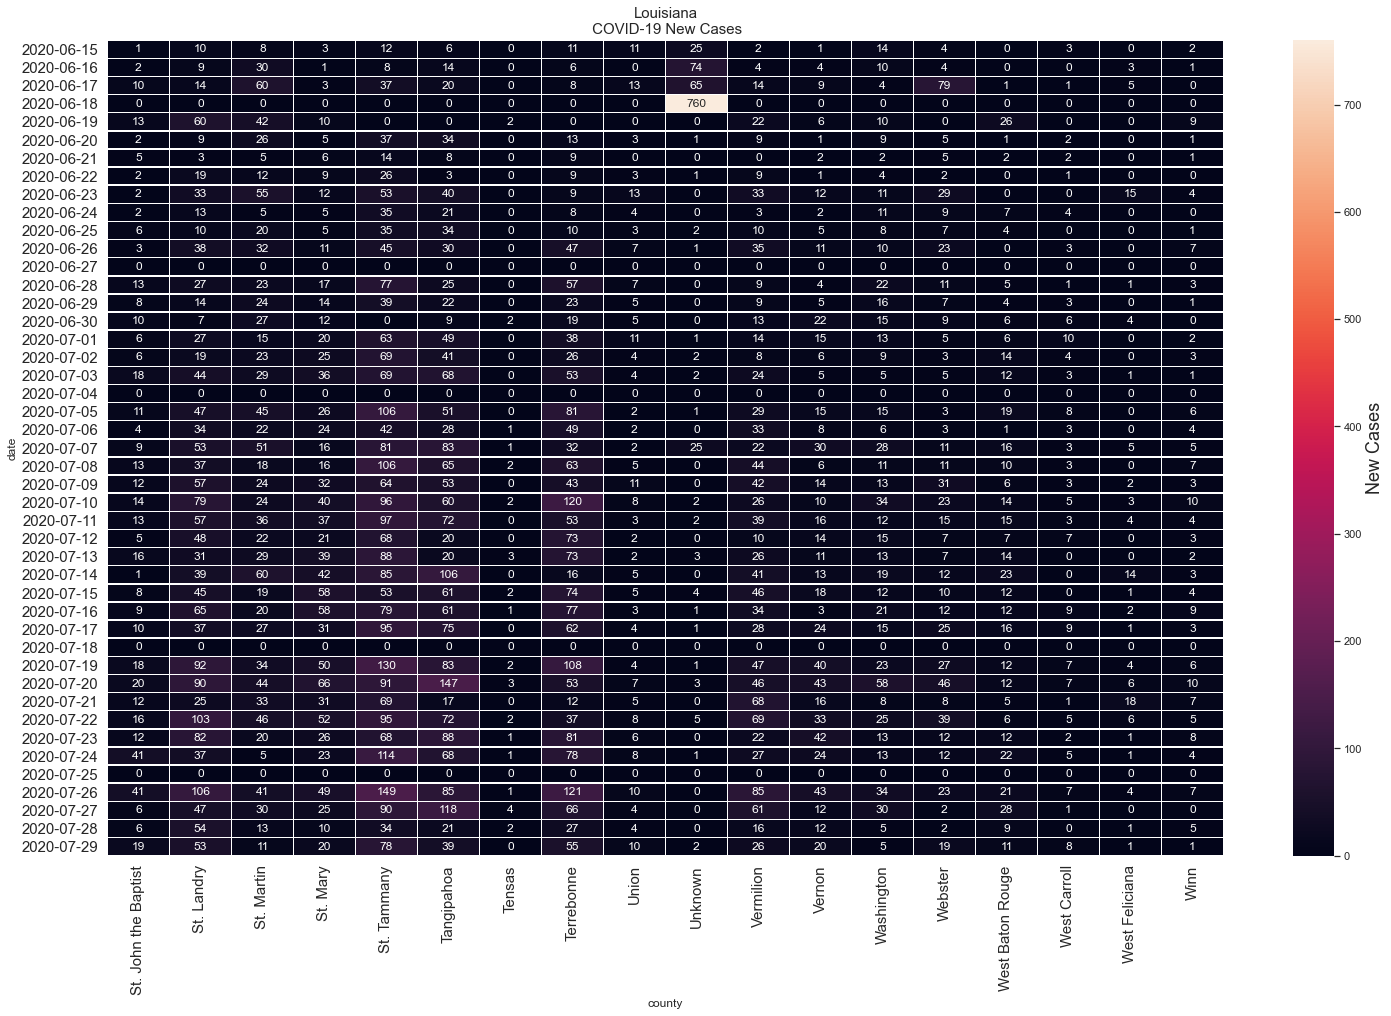 Louisiana
COVID-19 New Cases
2020-06-15 1 10 8 3 12 6 0 11 11 25 2 1 14 4 0 3 0 2
2020-06-16 2 9 30 1 8 14 0 6 0 74 4 4 10 4 0 0 3 1
2020-06-17 10 14 60 3 37 20 0 8 13 65 14 9 4 79 1 1 5 0
2020-06-18 0 0 0 0 0 0 0 0 0 760 0 0 0 0 0 0 0 0
2020-06-19 13 60 42 10 0 0 2 0 0 0 22 6 10 0 26 0 0 9
2020-06-20 2 9 26 5 37 34 0 13 3 1 9 1 9 5 1 2 0 1
2020-06-21 5 3 5 6 14 8 0 9 0 0 0 2 2 5 2 2 0 1
2020-06-22 2 19 12 9 26 3 0 9 3 1 9 1 4 2 0 1 0 0
2020-06-23 2 33 55 12 53 40 0 9 13 0 33 12 11 29 0 0 15 4
2020-06-24 2 13 5 5 35 21 0 8 4 0 3 2 11 9 7 4 0 0
2020-06-25 6 10 20 5 35 34 0 10 3 2 10 5 8 7 4 0 0 1
2020-06-26 3 38 32 11 45 30 0 47 7 1 35 11 10 23 0 3 0 7
2020-06-27 0 0 0 0 0 0 0 0 0 0 0 0 0 0 0 0 0 0
2020-06-28 13 27 23 17 77 25 0 57 7 0 9 4 22 11 5 1 1 3
2020-06-29 8 14 24 14 39 22 0 23 5 0 9 5 16 7 4 3 0 1
2020-06-30 10 7 27 12 0 9 2 19 5 0 13 22 15 9 6 6 4 0
2020-07-01 6 27 15 20 63 49 0 38 11 1 14 15 13 5 6 10 0 2
2020-07-02 6 19 23 25 69 41 0 26 4 2 8 6 9 3 14 4 0 3
2020-07-03 18 44 29 36 69 68 0 53 4 2 24 5 5 5 12 3 1 1
2020-07-04 0 0 0 0 0 0 0 0 0 0 0 0 0 0 0 0 0 0
2020-07-05 11 47 45 26 106 51 0 81 2 1 29 15 15 3 19 8 0 6
2020-07-06 4 34 22 24 42 28 1 49 2 0 33 8 6 3 1 3 0 4
2020-07-07 9 53 51 16 81 83 1 32 2 25 22 30 28 11 16 3 5 5
2020-07-08 13 37 18 16 106 65 2 63 5 0 44 6 11 11 10 3 0 7
2020-07-09 12 57 24 32 64 53 0 43 11 0 42 14 13 31 6 3 2 3
2020-07-10 14 79 24 40 96 60 2 120 8 2 26 10 34 23 14 5 3 10
2020-07-11 13 57 36 37 97 72 0 53 3 2 39 16 12 15 15 3 4 4
2020-07-12 5 48 22 21 68 20 0 73 2 0 10 14 15 7 7 7 0 3
2020-07-13 16 31 29 39 88 20 3 73 2 3 26 11 13 7 14 0 0 2
2020-07-14 1 39 60 42 85 106 0 16 5 0 41 13 19 12 23 0 14 3
2020-07-15 8 45 19 58 53 61 2 74 5 4 46 18 12 10 12 0 1 4
2020-07-16 9 65 20 58 79 61 1 77 3 1 34 3 21 12 12 9 2 9
2020-07-17 10 37 27 31 95 75 0 62 4 1 28 24 15 25 16 9 1 3
2020-07-18 0 0 0 0 0 0 0 0 0 0 0 0 0 0 0 0 0 0
2020-07-19 18 92 34 50 130 83 2 108 4 1 47 40 23 27 12 7 4 6
2020-07-20 20 90 44 66 91 147 3 53 7 3 46 43 58 46 12 7 6 10
2020-07-21 12 25 33 31 69 17 0 12 5 0 68 16 8 8 5 1 18 7
2020-07-22 16 103 46 52 95 72 2 37 8 5 69 33 25 39 6 5 6 5
2020-07-23 12 82 20 26 68 88 1 81 6 0 22 42 13 12 12 2 1 8
2020-07-24 41 37 5 23 114 68 1 78 8 1 27 24 13 12 22 5 1 4
2020-07-25 0 0 0 0 0 0 0 0 0 0 0 0 0 0 0 0 0 0
2020-07-26 41 106 41 49 149 85 1 121 10 0 85 43 34 23 21 7 4 7
2020-07-27 6 47 30 25 90 118 4 66 4 0 61 12 30 2 28 1 0 0
2020-07-28 6 54 13 10 34 21 2 27 4 0 16 12 5 2 9 0 1 5
2020-07-29 19 53 11 20 78 39 0 55 10 2 26 20 5 19 11 8 1 1
date
St. John the Baptist
St. Landry
St. Martin
St. Mary
St. Tammany
Tangipahoa
Tensas
Terrebonne
Union
Unknown
Vermilion
Vernon
Washington
Webster
West Baton Rouge
West Carroll
West Feliciana
Winn
county
700
600
500
400
300
200
100
0
New Cases